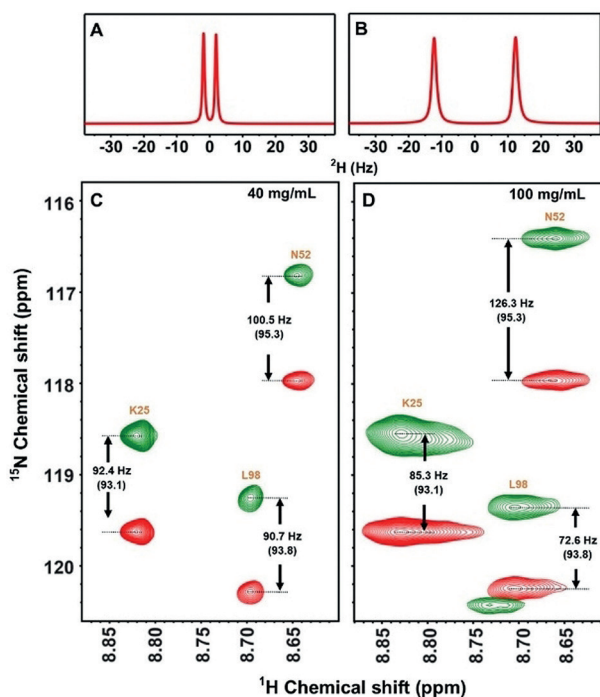 A
B
-30 -20 -10 0 10 20 30
-30 -20 -10 0 10 20 30
²H (Hz)
C
40 mg/mL
D
100 mg/mL
116
117
118
119
120
¹⁵N Chemical shift (ppm)
N52
100.5 Hz
(95.3)
K25
92.4 Hz
(93.1)
L98
90.7 Hz
(93.8)
N52
126.3 Hz
(95.3)
K25
85.3 Hz
(93.1)
L98
72.6 Hz
(93.8)
8.85 8.80 8.75 8.70 8.65
8.85 8.80 8.75 8.70 8.65
¹H Chemical shift (ppm)